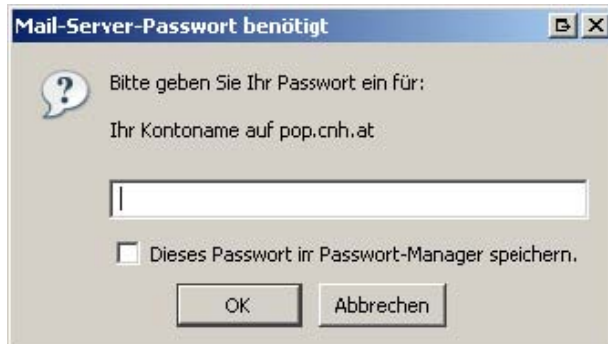 Mail-Server-Passwort benötigt
Bitte geben Sie Ihr Passwort ein für:
Ihr Kontoname auf pop.cnh.at
Dieses Passwort im Passwort-Manager speichern.
OK Abbrechen